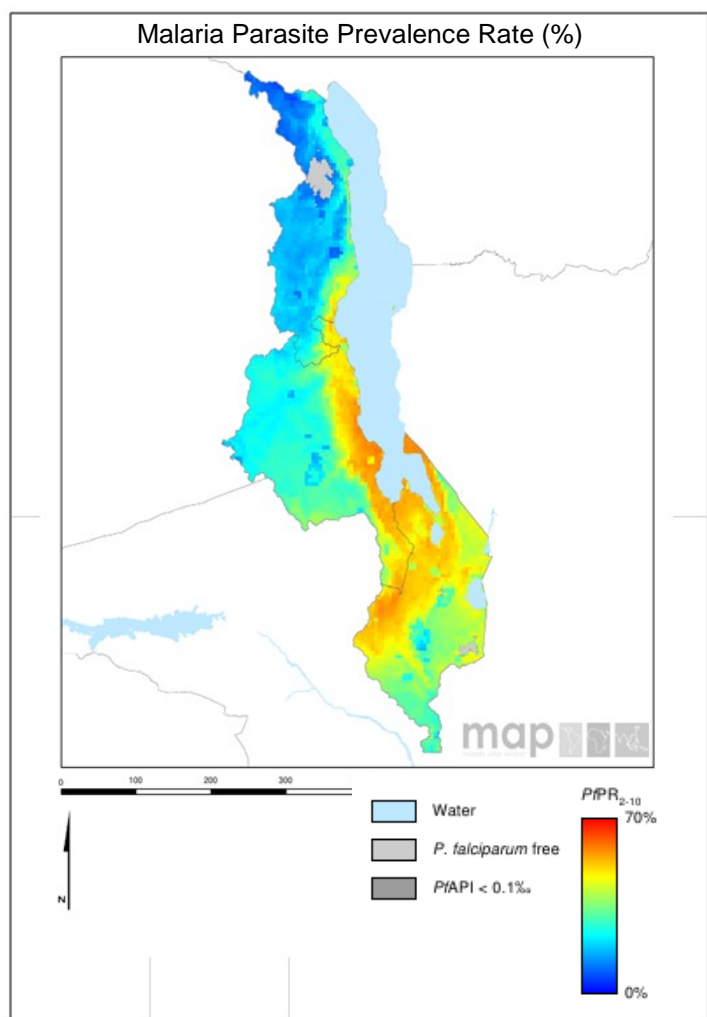 Malaria Parasite Prevalence Rate (%)
map
0 100 200 300
N
Water
P. falciparum free
PfAPI < 0.1‰
PfPR2-10
70%
0%